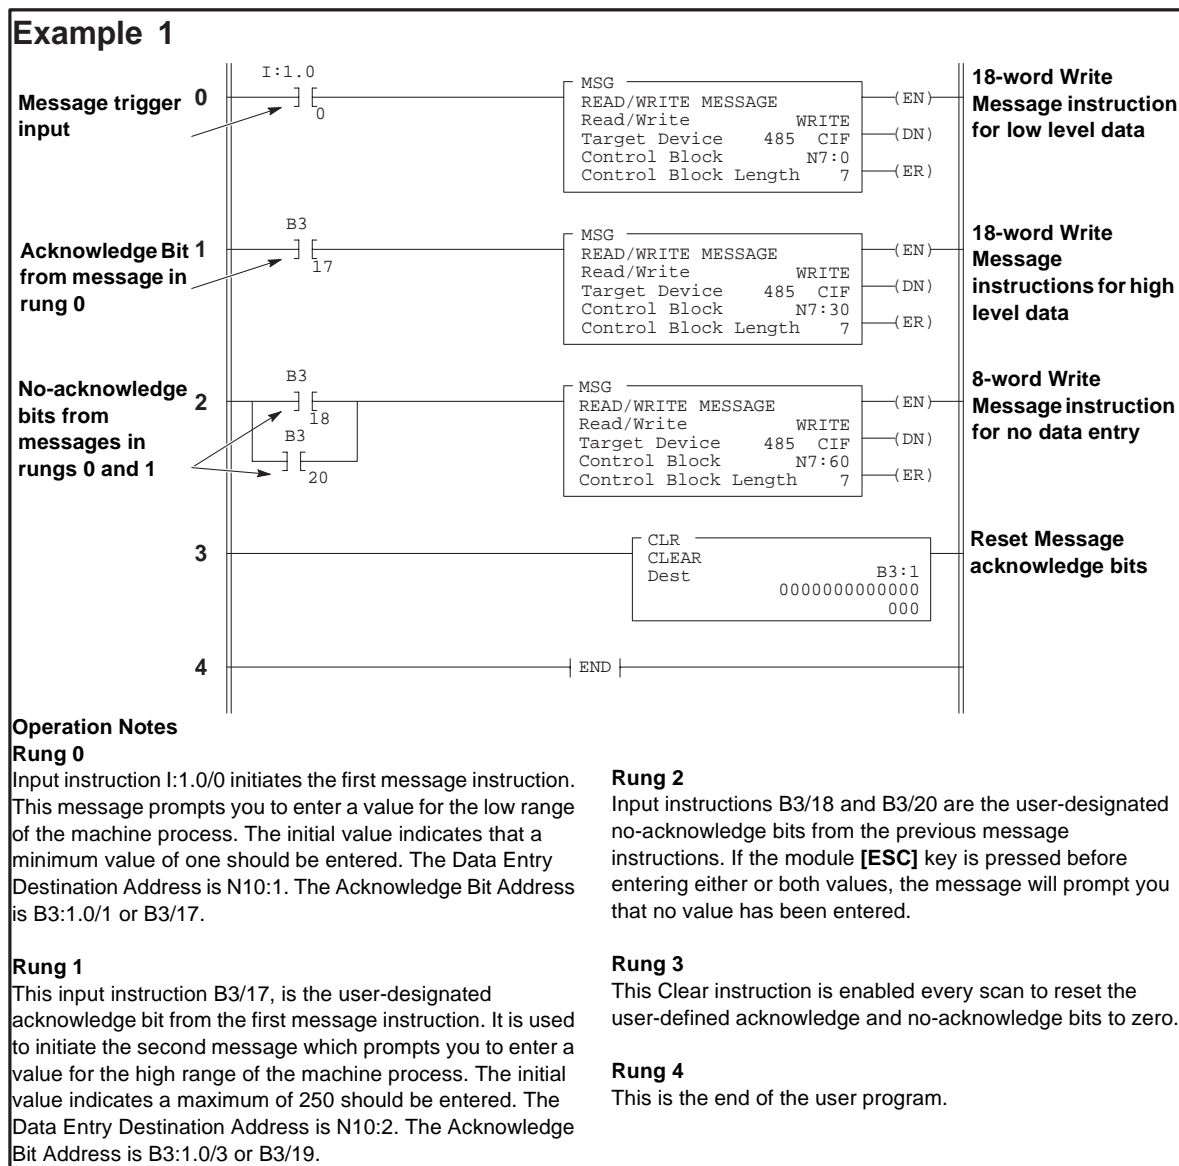 Example 1
I:1.0
Message trigger input
0
] [
0
MSG
READ/WRITE MESSAGE
Read/Write WRITE
Target Device 485 CIF
Control Block N7:0
Control Block Length 7
(EN)
(DN)
(ER)
18-word Write
Message instruction
for low level data
B3
Acknowledge Bit
from message in
rung 0
1
] [
17
MSG
READ/WRITE MESSAGE
Read/Write WRITE
Target Device 485 CIF
Control Block N7:30
Control Block Length 7
(EN)
(DN)
(ER)
18-word Write
Message
instructions for high
level data
No-acknowledge
bits from
messages in
rungs 0 and 1
2
B3
] [
18
B3
] [
20
MSG
READ/WRITE MESSAGE
Read/Write WRITE
Target Device 485 CIF
Control Block N7:60
Control Block Length 7
(EN)
(DN)
(ER)
8-word Write
Message instruction
for no data entry
3
CLR
CLEAR
Dest B3:1
0000000000000
000
Reset Message
acknowledge bits
4
END
Operation Notes
Rung 0
Input instruction I:1.0/0 initiates the first message instruction.
This message prompts you to enter a value for the low range
of the machine process. The initial value indicates that a
minimum value of one should be entered. The Data Entry
Destination Address is N10:1. The Acknowledge Bit Address
is B3:1.0/1 or B3/17.
Rung 1
This input instruction B3/17, is the user-designated
acknowledge bit from the first message instruction. It is used
to initiate the second message which prompts you to enter a
value for the high range of the machine process. The initial
value indicates a maximum of 250 should be entered. The
Data Entry Destination Address is N10:2. The Acknowledge
Bit Address is B3:1.0/3 or B3/19.
Rung 2
Input instructions B3/18 and B3/20 are the user-designated
no-acknowledge bits from the previous message
instructions. If the module [ESC] key is pressed before
entering either or both values, the message will prompt you
that no value has been entered.
Rung 3
This Clear instruction is enabled every scan to reset the
user-defined acknowledge and no-acknowledge bits to zero.
Rung 4
This is the end of the user program.